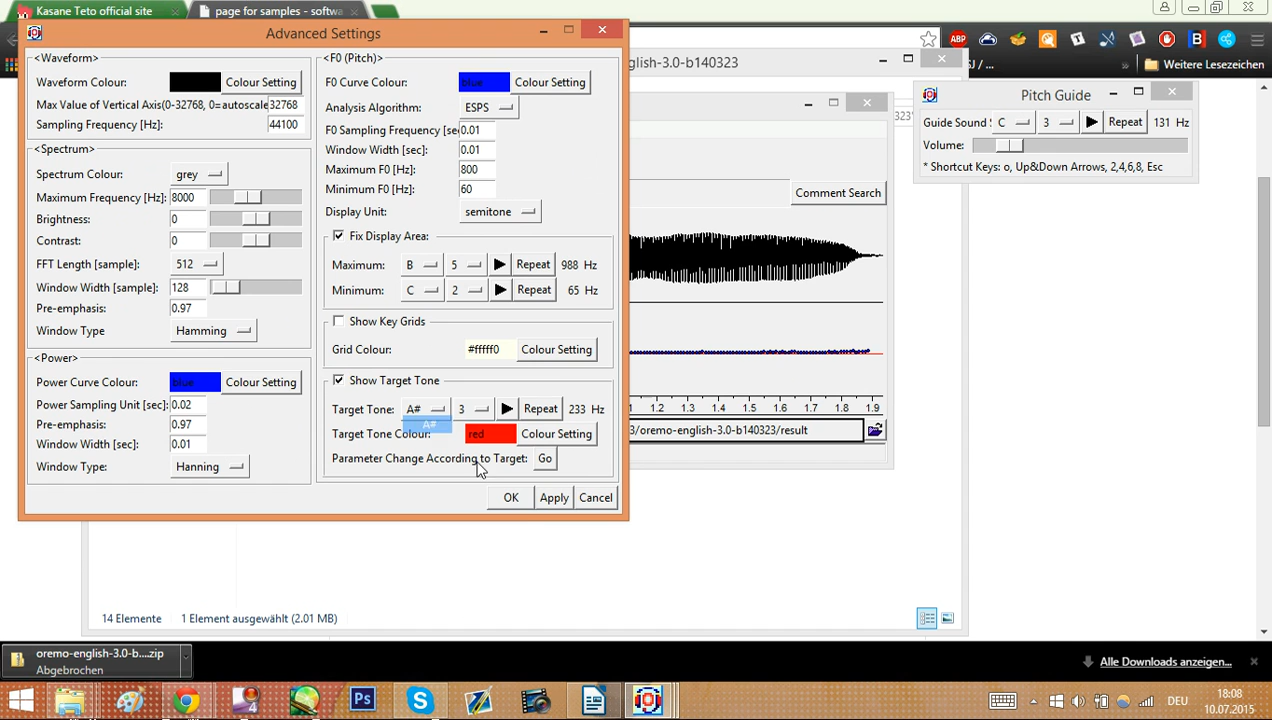 Kasane Teto official site
page for samples - softwa
Advanced Settings
<Waveform>
Waveform Colour: Colour Setting
Max Value of Vertical Axis(0-32768, 0=autoscale 32768
Sampling Frequency [Hz]: 44100
<Spectrum>
Spectrum Colour: grey
Maximum Frequency [Hz]: 8000
Brightness: 0
Contrast: 0
FFT Length [sample]: 512
Window Width [sample]: 128
Pre-emphasis: 0.97
Window Type Hamming
<Power>
Power Curve Colour: blue Colour Setting
Power Sampling Unit [sec]: 0.02
Pre-emphasis: 0.97
Window Width [sec]: 0.01
Window Type: Hanning
<F0 (Pitch)>
F0 Curve Colour: blue Colour Setting
Analysis Algorithm: ESPS
F0 Sampling Frequency [se 0.01
Window Width [sec]: 0.01
Maximum F0 [Hz]: 800
Minimum F0 [Hz]: 60
Display Unit: semitone
Fix Display Area:
Maximum: B 5 Repeat 988 Hz
Minimum: C 2 Repeat 65 Hz
Show Key Grids
Grid Colour: #fffff0 Colour Setting
Show Target Tone
Target Tone: A# 3 Repeat 233 Hz
A#
Target Tone Colour: red Colour Setting
Parameter Change According to Target: Go
OK Apply Cancel
glish-3.0-b140323
Comment Search
1.2 1.3 1.4 1.5 1.6 1.7 1.8 1.9
3/oremo-english-3.0-b140323/result
ABP
Weitere Lesezeichen
Pitch Guide
Guide Sound C 3 Repeat 131 Hz
Volume:
* Shortcut Keys: o, Up&Down Arrows, 2,4,6,8, Esc
14 Elemente 1 Element ausgewählt (2.01 MB)
oremo-english-3.0-b....zip
Abgebrochen
Alle Downloads anzeigen...
DEU
18:08
10.07.2015